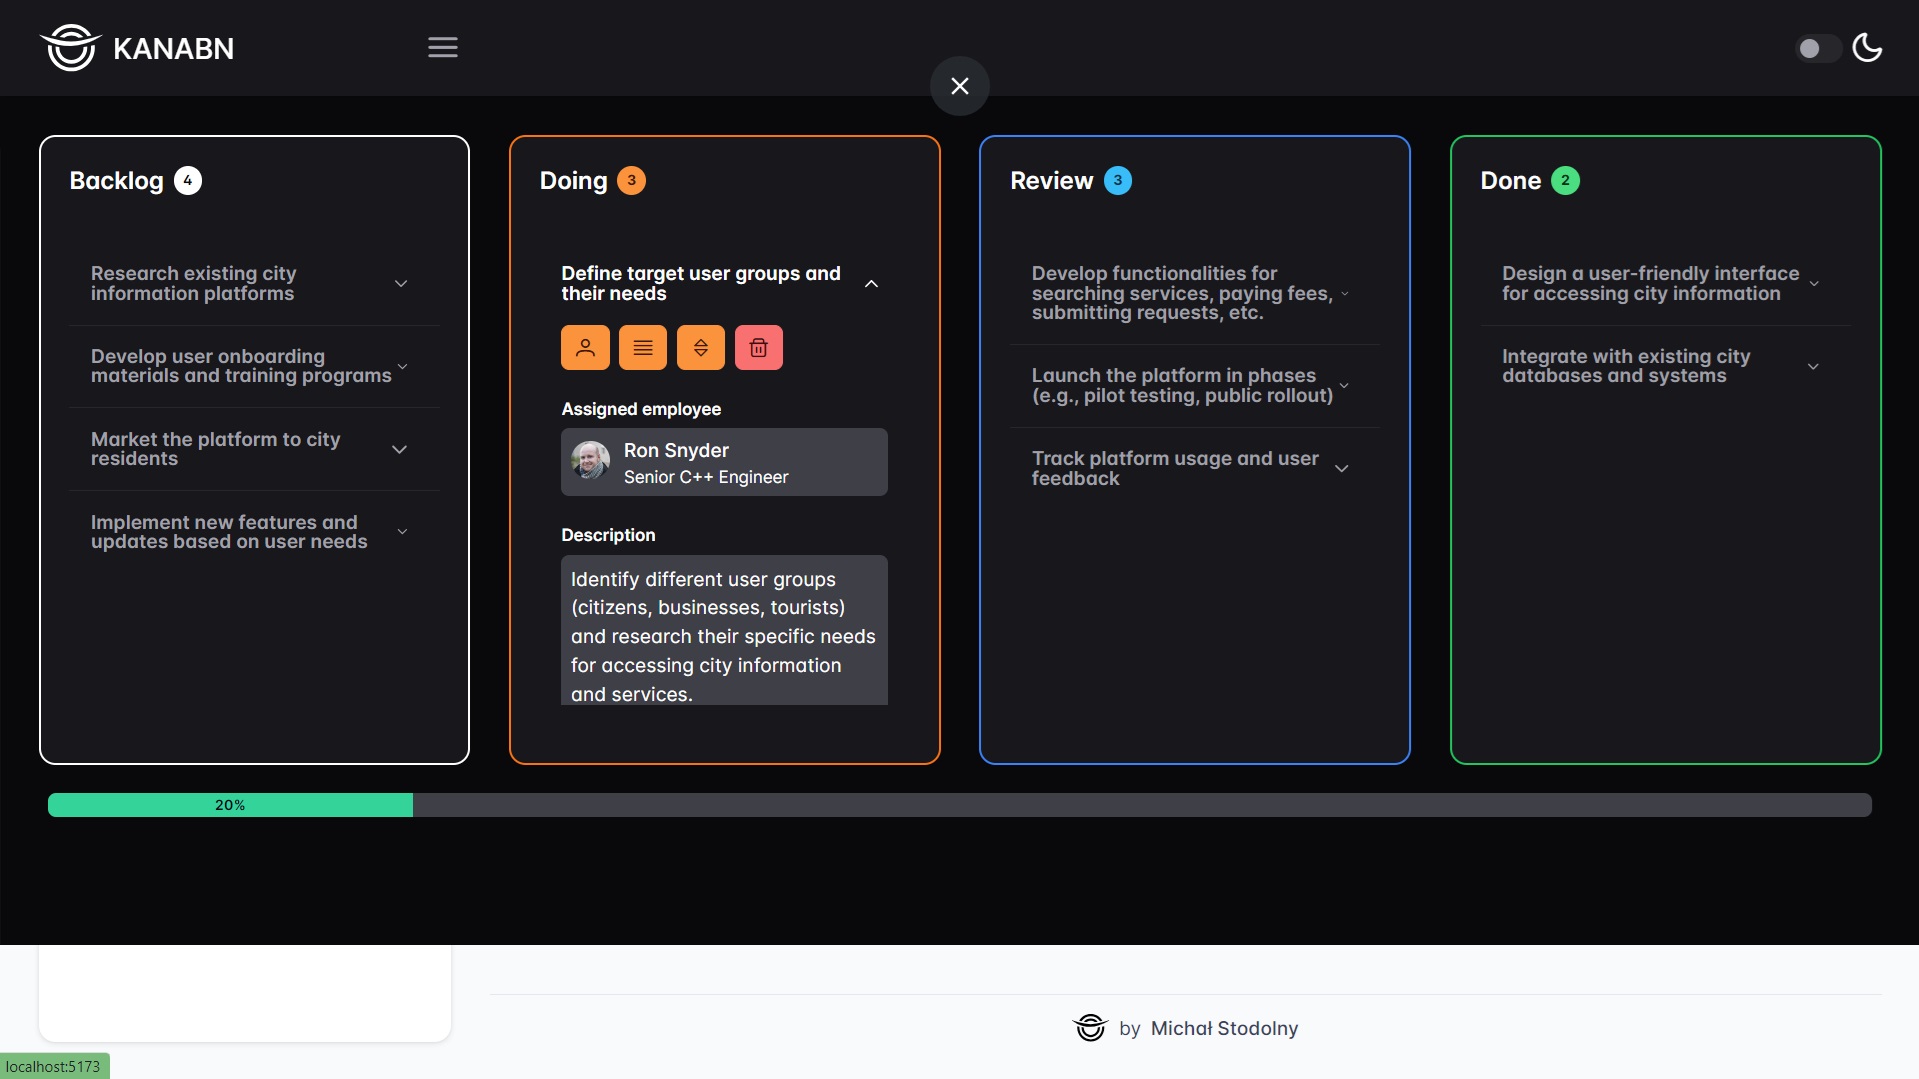 KANABN
Backlog 4
Research existing city
information platforms
Develop user onboarding
materials and training programs
Market the platform to city
residents
Implement new features and
updates based on user needs
Doing 3
Define target user groups and
their needs
Assigned employee
Ron Snyder
Senior C++ Engineer
Description
Identify different user groups
(citizens, businesses, tourists)
and research their specific needs
for accessing city information
and services.
Review 3
Develop functionalities for
searching services, paying fees,
submitting requests, etc.
Launch the platform in phases
(e.g., pilot testing, public rollout)
Track platform usage and user
feedback
Done 2
Design a user-friendly interface
for accessing city information
Integrate with existing city
databases and systems
20%
by Michał Stodolny
localhost:5173